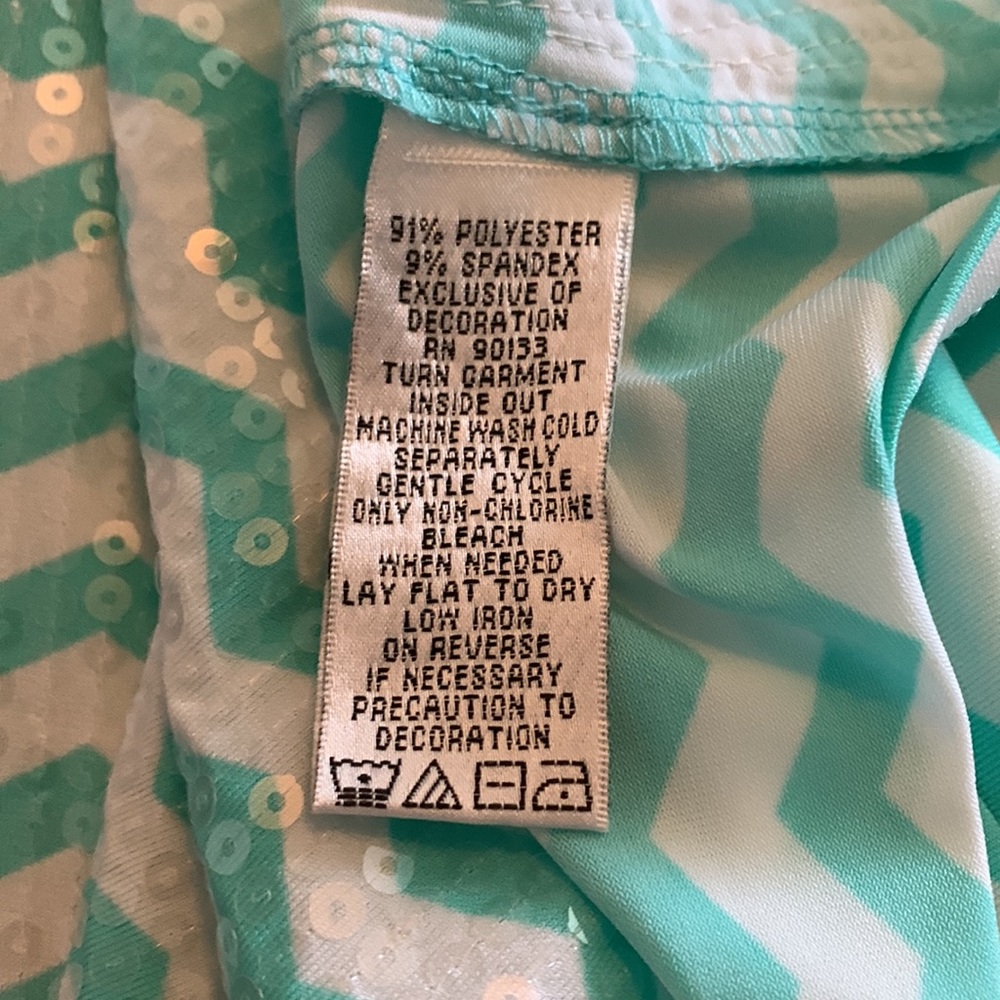 91% POLYESTER
9% SPANDEX
EXCLUSIVE OF
DECORATION
RN 90133
TURN GARMENT
INSIDE OUT
MACHINE WASH COLD
SEPARATELY
GENTLE CYCLE
ONLY NON-CHLORINE
BLEACH
WHEN NEEDED
LAY FLAT TO DRY
LOW IRON
ON REVERSE
IF NECESSARY
PRECAUTION TO
DECORATION